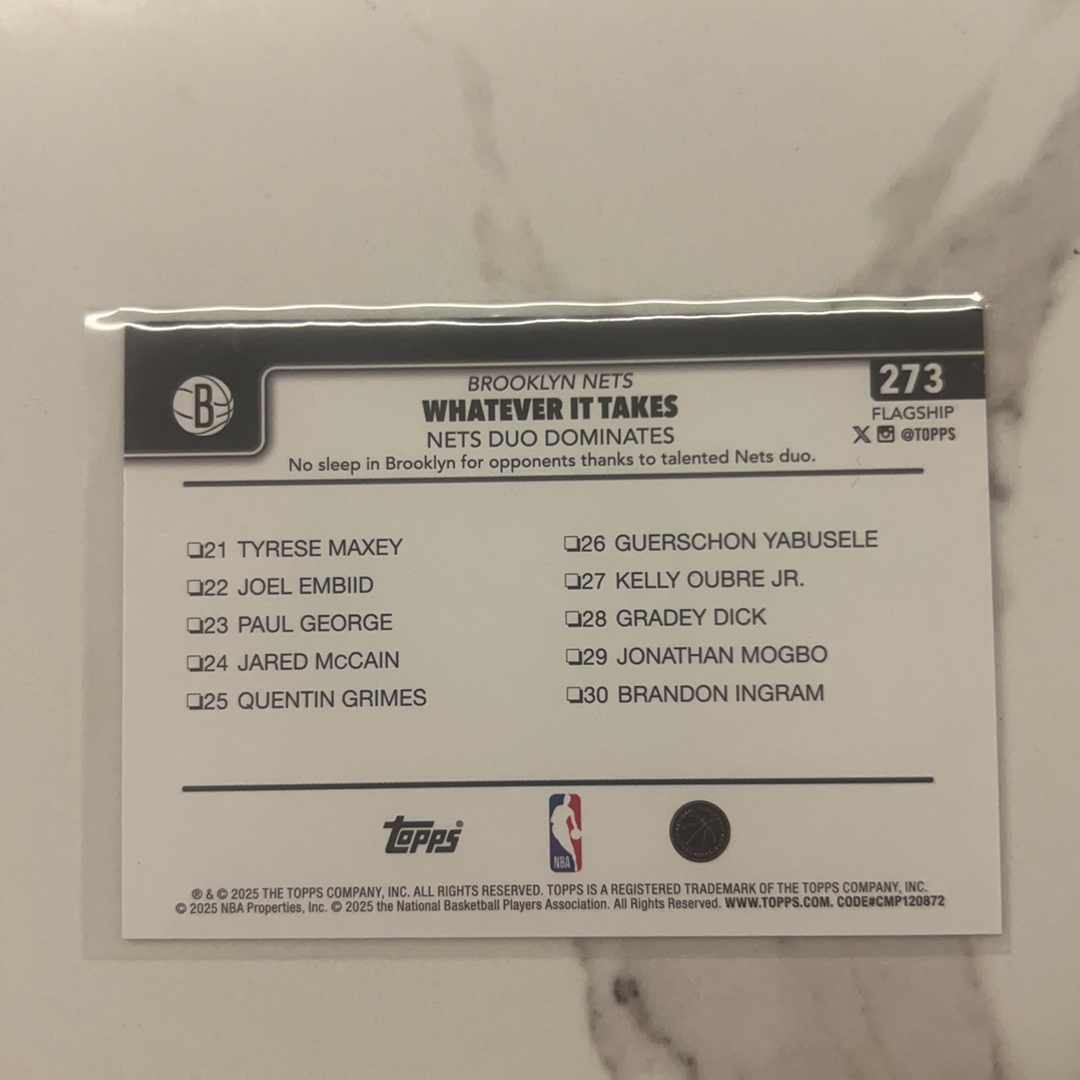 B
BROOKLYN NETS
WHATEVER IT TAKES
NETS DUO DOMINATES
No sleep in Brooklyn for opponents thanks to talented Nets duo.
273
FLAGSHIP
@TOPPS
❏21 TYRESE MAXEY
❏22 JOEL EMBIID
❏23 PAUL GEORGE
❏24 JARED McCAIN
❏25 QUENTIN GRIMES
❏26 GUERSCHON YABUSELE
❏27 KELLY OUBRE JR.
❏28 GRADEY DICK
❏29 JONATHAN MOGBO
❏30 BRANDON INGRAM
topps®
NBA
® & © 2025 THE TOPPS COMPANY, INC. ALL RIGHTS RESERVED. TOPPS IS A REGISTERED TRADEMARK OF THE TOPPS COMPANY, INC.
© 2025 NBA Properties, Inc. © 2025 the National Basketball Players Association. All Rights Reserved. WWW.TOPPS.COM. CODE#CMP120872